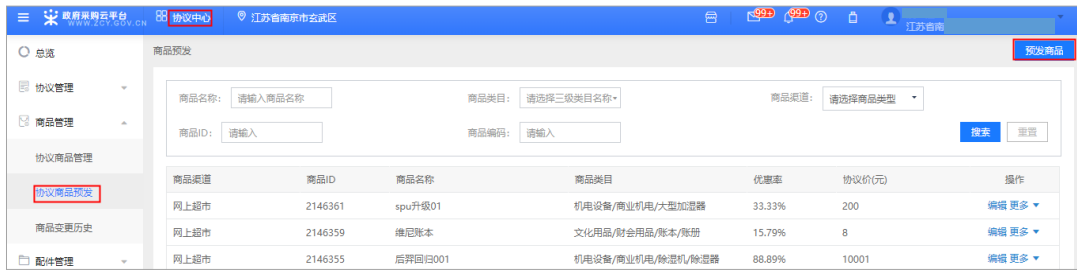 政府采购云平台 协议中心 江苏省南京市玄武区 99+ 99+
WWW.ZCY.GOV.CN
江苏省南
总览
商品预发 预发商品
协议管理
商品名称： 请输入商品名称 商品类目： 请选择三级类目名称 商品渠道： 请选择商品类型
商品管理
商品ID： 请输入 商品编码： 请输入 搜索 重置
协议商品管理
商品渠道 商品ID 商品名称 商品类目 优惠率 协议价(元) 操作
协议商品预发
网上超市 2146361 spu升级01 机电设备/商业机电/大型加湿器 33.33% 200 编辑 更多
商品变更历史
网上超市 2146359 维尼账本 文化用品/财会用品/账本/账册 15.79% 8 编辑 更多
配件管理
网上超市 2146355 后羿回归001 机电设备/商业机电/除湿机/除湿器 88.89% 10001 编辑 更多